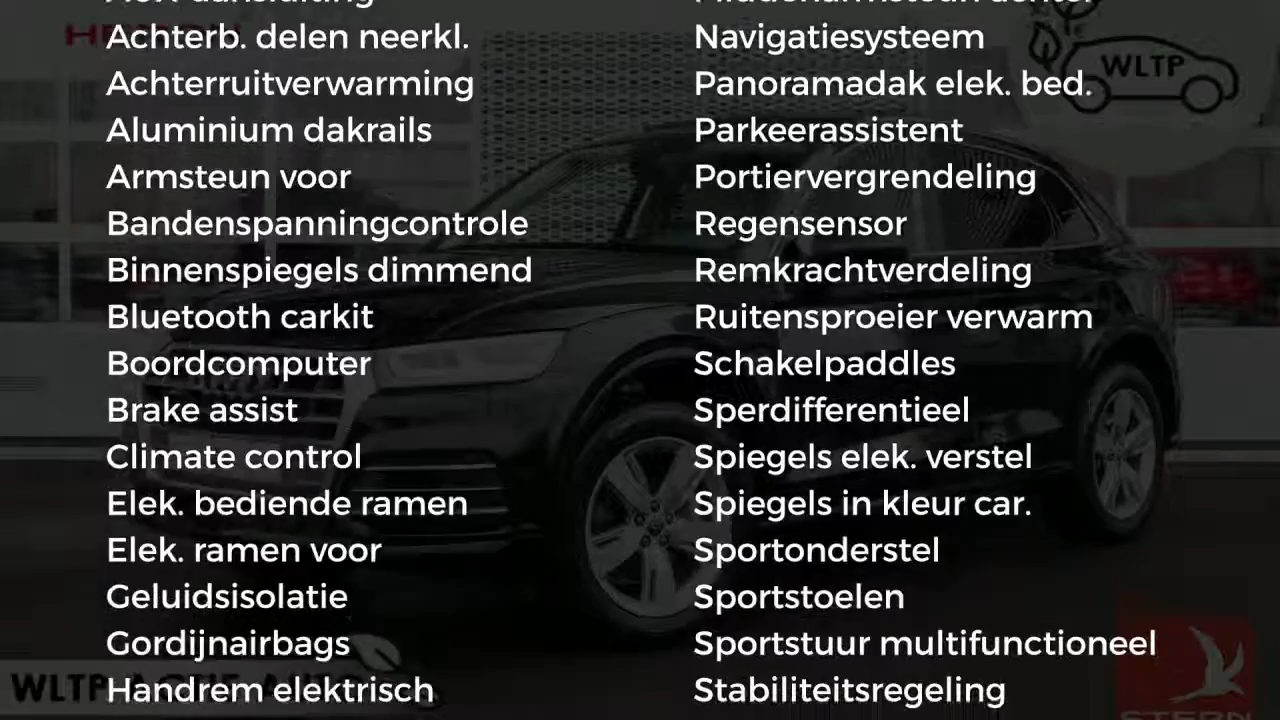 Achterb. delen neerkl.
Achterruitverwarming
Aluminium dakrails
Armsteun voor
Bandenspanningcontrole
Binnenspiegels dimmend
Bluetooth carkit
Boordcomputer
Brake assist
Climate control
Elek. bediende ramen
Elek. ramen voor
Geluidsisolatie
Gordijnairbags
Handrem elektrisch
Navigatiesysteem
Panoramadak elek. bed.
Parkeerassistent
Portiervergrendeling
Regensensor
Remkrachtverdeling
Ruitensproeier verwarm
Schakelpaddles
Sperdifferentieel
Spiegels elek. verstel
Spiegels in kleur car.
Sportonderstel
Sportstoelen
Sportstuur multifunctioneel
Stabiliteitsregeling
WLTP